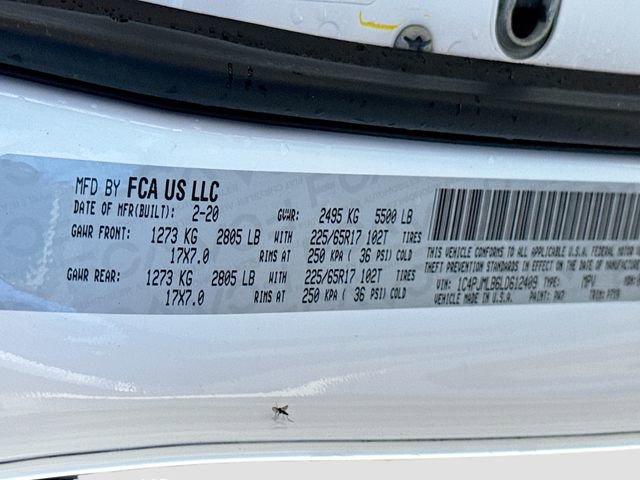 MFD BY FCA US LLC
DATE OF MFR(BUILT): 2-20 GVWR: 2495 KG 5500 LB
GAWR FRONT: 1273 KG 2805 LB WITH 225/65R17 102T TIRES
17X7.0 RIMS AT 250 KPA ( 36 PSI) COLD
GAWR REAR: 1273 KG 2805 LB WITH 225/65R17 102T TIRES
17X7.0 RIMS AT 250 KPA ( 36 PSI) COLD
THIS VEHICLE CONFORMS TO ALL APPLICABLE U.S.A. FEDERAL MOTOR
THEFT PREVENTION STANDARDS IN EFFECT ON THE DATE OF MANUFACTURE
VIN: 1C4PJMLB6LD612409 TYPE: MPV
VEHICLE MADE IN U.S.A. PAINT: PW7